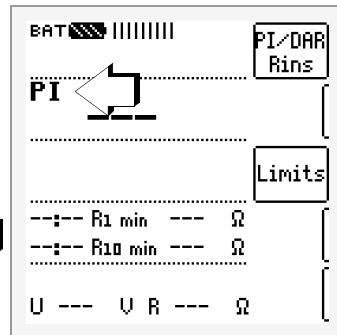 BAT
PI/DAR
Rins
PI
---
Limits
--:-- R1 min --- Ω
--:-- R10 min --- Ω
U --- V R --- Ω